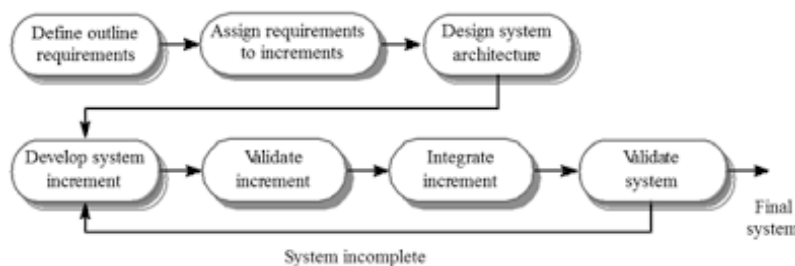 Define outline
requirements
Assign requirements
to increments
Design system
architecture
Develop system
increment
Validate
increment
Integrate
increment
Validate
system
Final
system
System incomplete